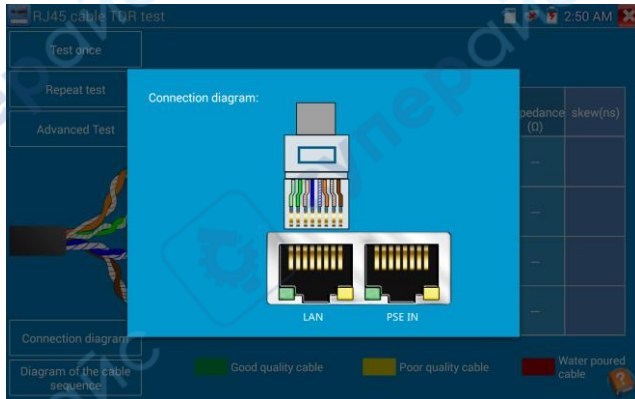 RJ45 cable TDR test
2:50 AM
Test once
Repeat test
Advanced Test
Connection diagram:
pedance skew(ns)
(Ω)
--
--
--
--
LAN PSE IN
Connection diagram
Diagram of the cable
sequence
Good quality cable
Poor quality cable
Water poured
cable